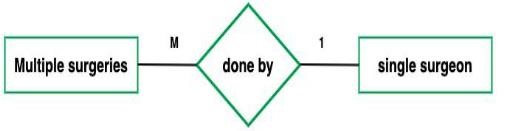 Multiple surgeries
M
done by
1
single surgeon